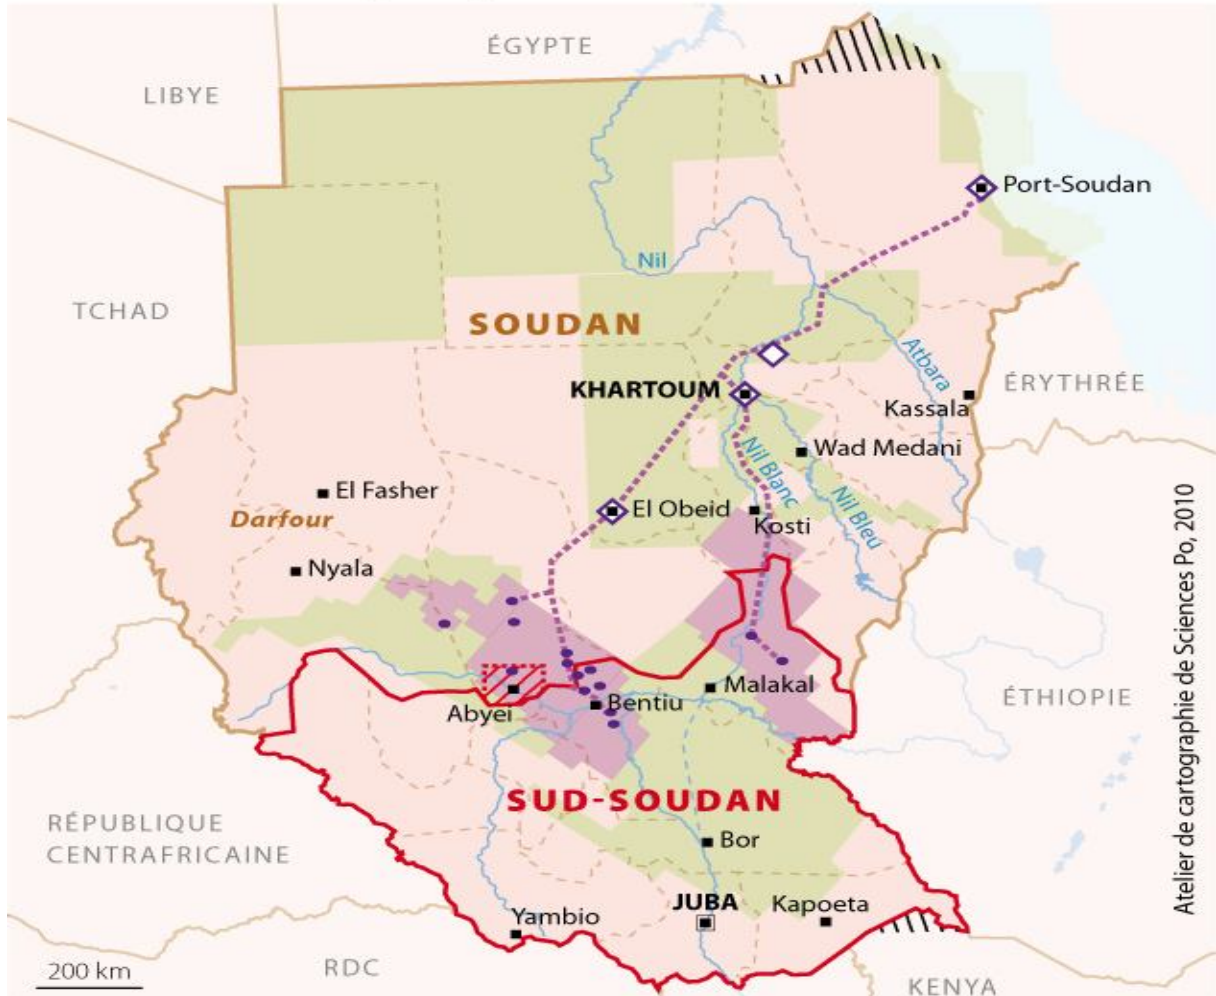 ÉGYPTE
LIBYE
Port-Soudan
Nil
TCHAD
SOUDAN
Atbara
ÉRYTHRÉE
KHARTOUM
Kassala
Wad Medani
Nil Blanc
El Fasher
El Obeid
Nil Bleu
Kosti
Darfour
Nyala
Atelier de cartographie de Sciences Po, 2010
Malakal
ÉTHIOPIE
Abyei
Bentiu
SUD-SOUDAN
RÉPUBLIQUE
CENTRAFRICAINE
Bor
JUBA
Kapoeta
Yambio
RDC
200 km
KENYA